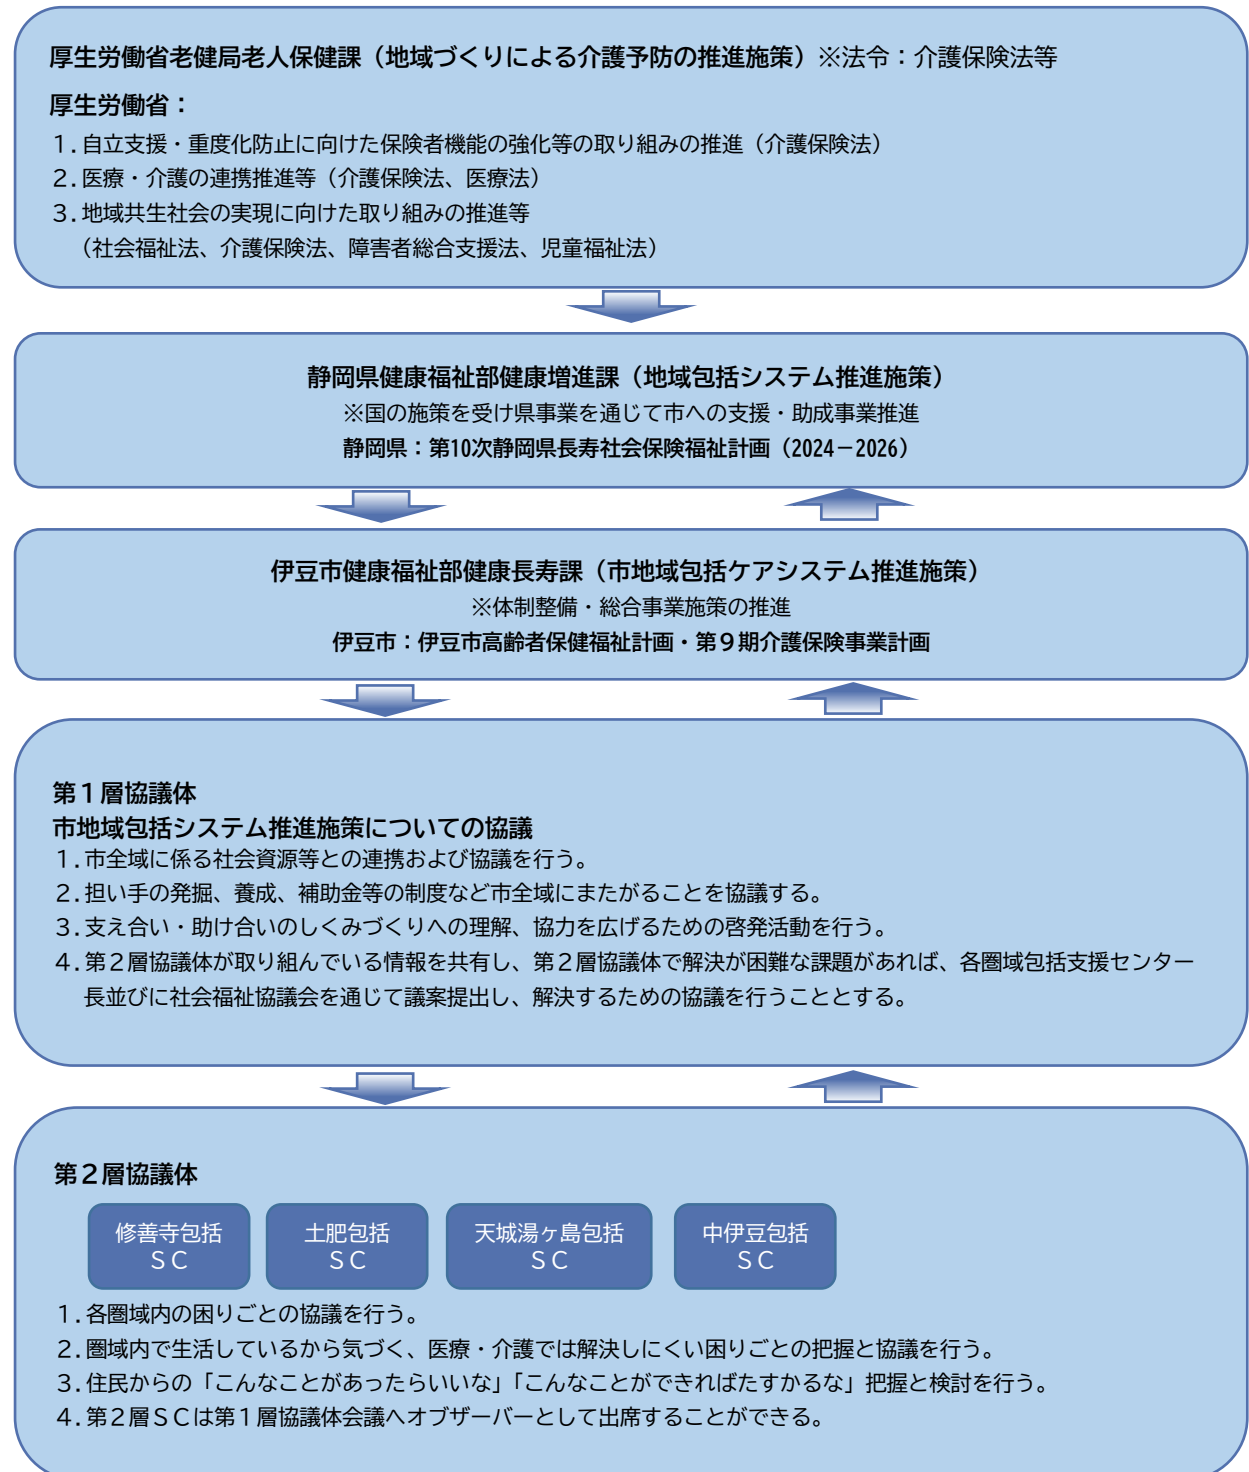 厚生労働省老健局老人保健課（地域づくりによる介護予防の推進施策）※法令：介護保険法等
厚生労働省：
１．自立支援・重度化防止に向けた保険者機能の強化等の取り組みの推進（介護保険法）
２．医療・介護の連携推進等（介護保険法、医療法）
３．地域共生社会の実現に向けた取り組みの推進等
（社会福祉法、介護保険法、障害者総合支援法、児童福祉法）
静岡県健康福祉部健康増進課（地域包括システム推進施策）
※国の施策を受け県事業を通じて市への支援・助成事業推進
静岡県：第10次静岡県長寿社会保険福祉計画（2024－2026）
伊豆市健康福祉部健康長寿課（市地域包括ケアシステム推進施策）
※体制整備・総合事業施策の推進
伊豆市：伊豆市高齢者保健福祉計画・第９期介護保険事業計画
第１層協議体
市地域包括システム推進施策についての協議
１．市全域に係る社会資源等との連携および協議を行う。
２．担い手の発掘、養成、補助金等の制度など市全域にまたがることを協議する。
３．支え合い・助け合いのしくみづくりへの理解、協力を広げるための啓発活動を行う。
４．第２層協議体が取り組んでいる情報を共有し、第２層協議体で解決が困難な課題があれば、各圏域包括支援センター
長並びに社会福祉協議会を通じて議案提出し、解決するための協議を行うこととする。
第２層協議体
修善寺包括
ＳＣ
土肥包括
ＳＣ
天城湯ヶ島包括
ＳＣ
中伊豆包括
ＳＣ
１．各圏域内の困りごとの協議を行う。
２．圏域内で生活しているから気づく、医療・介護では解決しにくい困りごとの把握と協議を行う。
３．住民からの「こんなことがあったらいいな」「こんなことができればたすかるな」把握と検討を行う。
４．第２層ＳＣは第１層協議体会議へオブザーバーとして出席することができる。